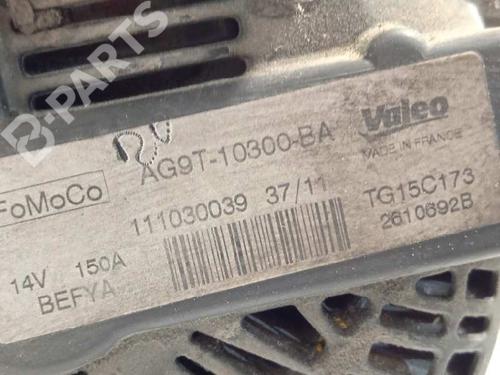 B-PARTS
FoMoCo
AG9T-10300-BA
Valeo
MADE IN FRANCE
111030039 37/11
TG15C173
2610692B
14V 150A
BEFYA